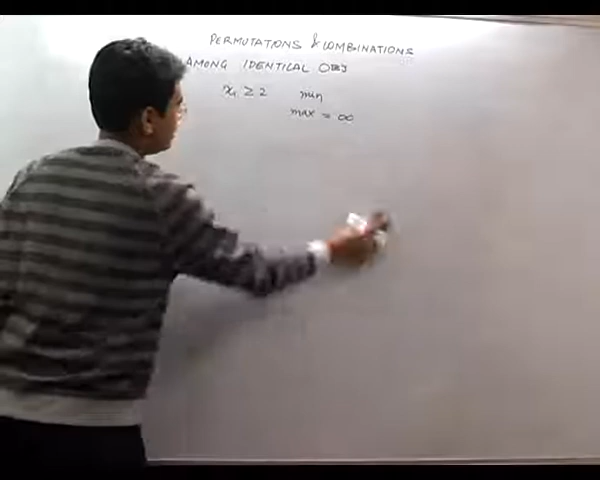 PERMUTATIONS & COMBINATIONS
AMONG IDENTICAL OBJ
x₁ ≥ 2 min
max = ∞